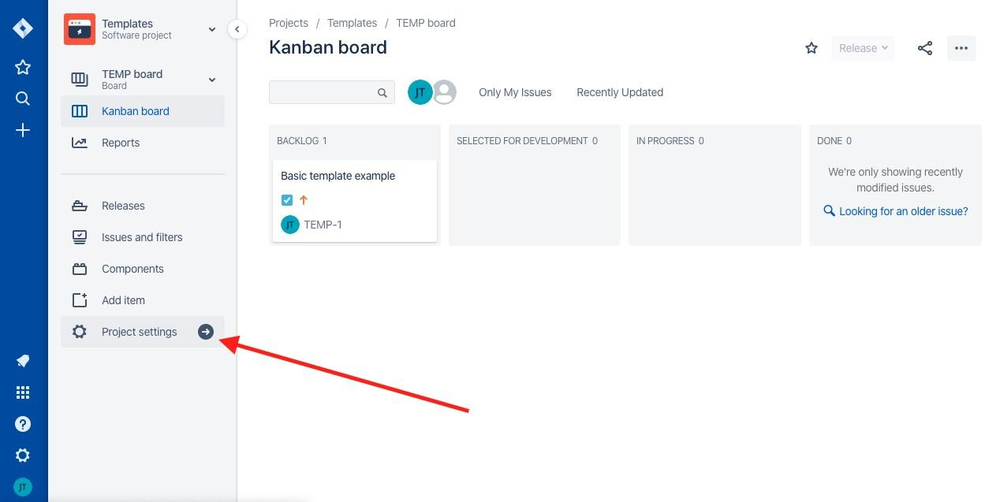 Templates
Software project
TEMP board
Board
Kanban board
Reports
Releases
Issues and filters
Components
Add item
Project settings
JT
Projects / Templates / TEMP board
Kanban board
Release
JT
Only My Issues
Recently Updated
BACKLOG 1
Basic template example
JT TEMP-1
SELECTED FOR DEVELOPMENT 0
IN PROGRESS 0
DONE 0
We're only showing recently
modified issues.
Looking for an older issue?